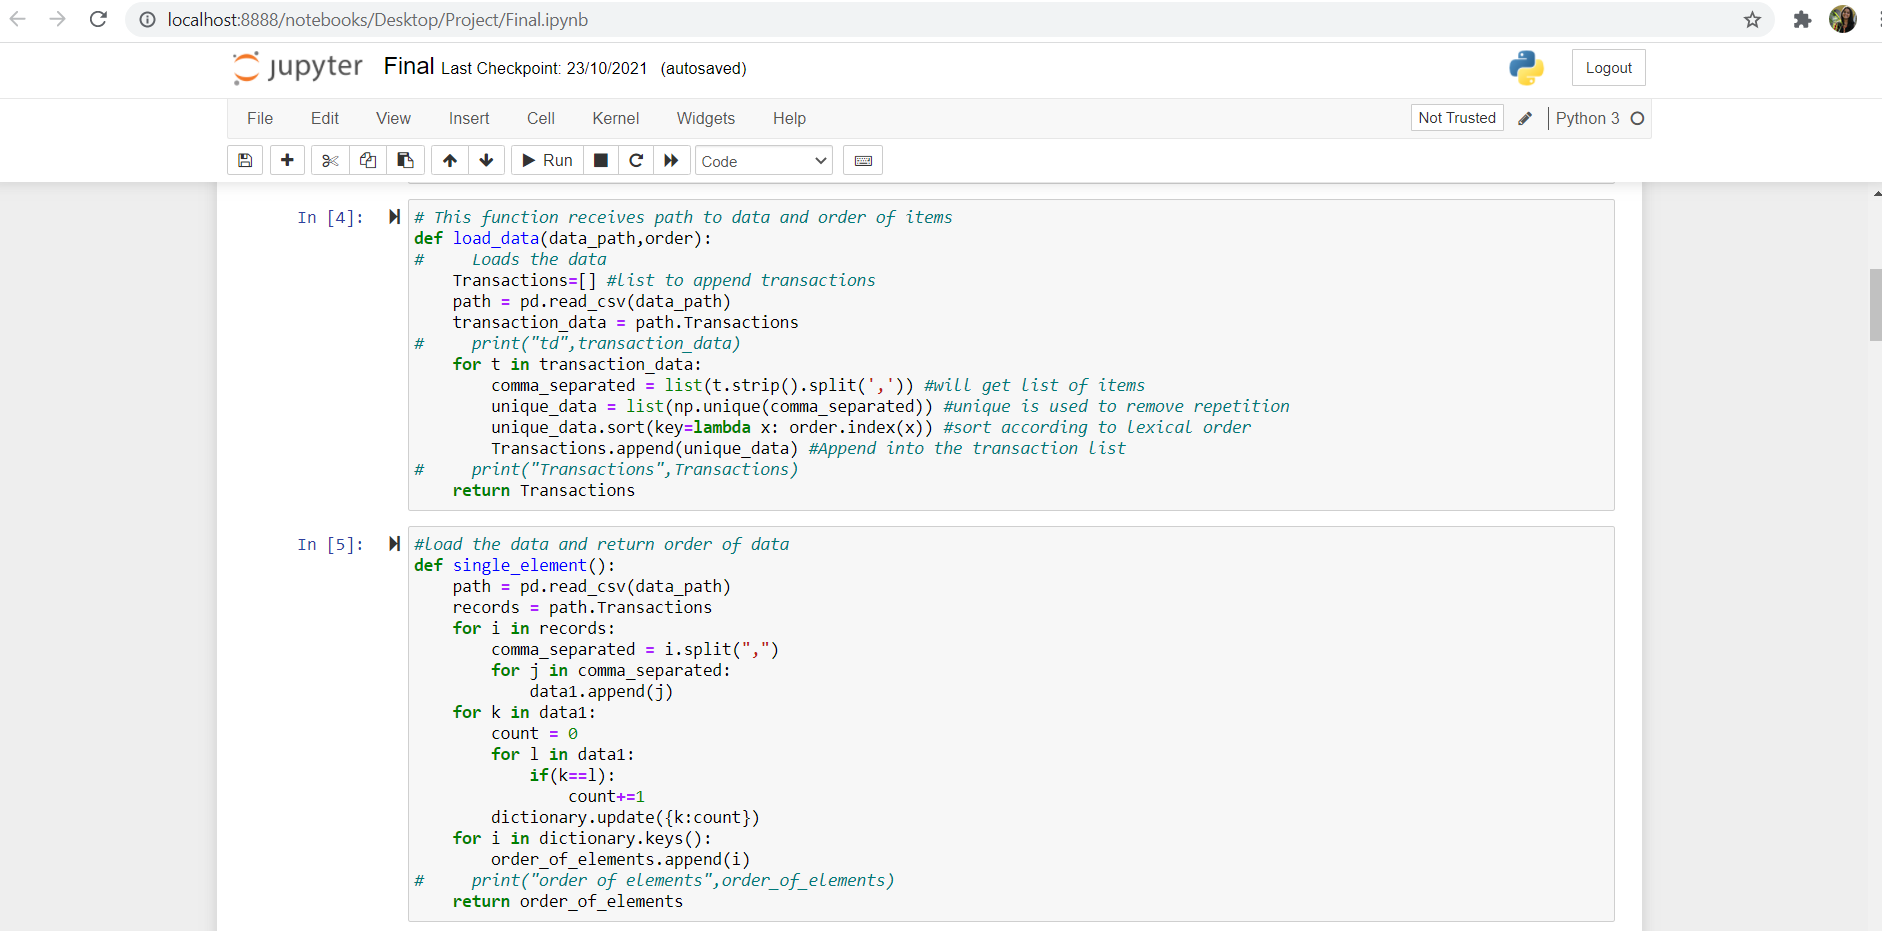 localhost:8888/notebooks/Desktop/Project/Final.ipynb
jupyter Final Last Checkpoint: 23/10/2021 (autosaved)
Logout
File Edit View Insert Cell Kernel Widgets Help
Not Trusted Python 3
Run Code
In [4]:
# This function receives path to data and order of items
def load_data(data_path,order):
#     Loads the data
    Transactions=[] #list to append transactions
    path = pd.read_csv(data_path)
    transaction_data = path.Transactions
#     print("td",transaction_data)
    for t in transaction_data:
        comma_separated = list(t.strip().split(',')) #will get list of items
        unique_data = list(np.unique(comma_separated)) #unique is used to remove repetition
        unique_data.sort(key=lambda x: order.index(x)) #sort according to lexical order
        Transactions.append(unique_data) #Append into the transaction list
#     print("Transactions",Transactions)
    return Transactions
In [5]:
#load the data and return order of data
def single_element():
    path = pd.read_csv(data_path)
    records = path.Transactions
    for i in records:
        comma_separated = i.split(",")
        for j in comma_separated:
            data1.append(j)
    for k in data1:
        count = 0
        for l in data1:
            if(k==l):
                count+=1
        dictionary.update({k:count})
    for i in dictionary.keys():
        order_of_elements.append(i)
#     print("order of elements",order_of_elements)
    return order_of_elements